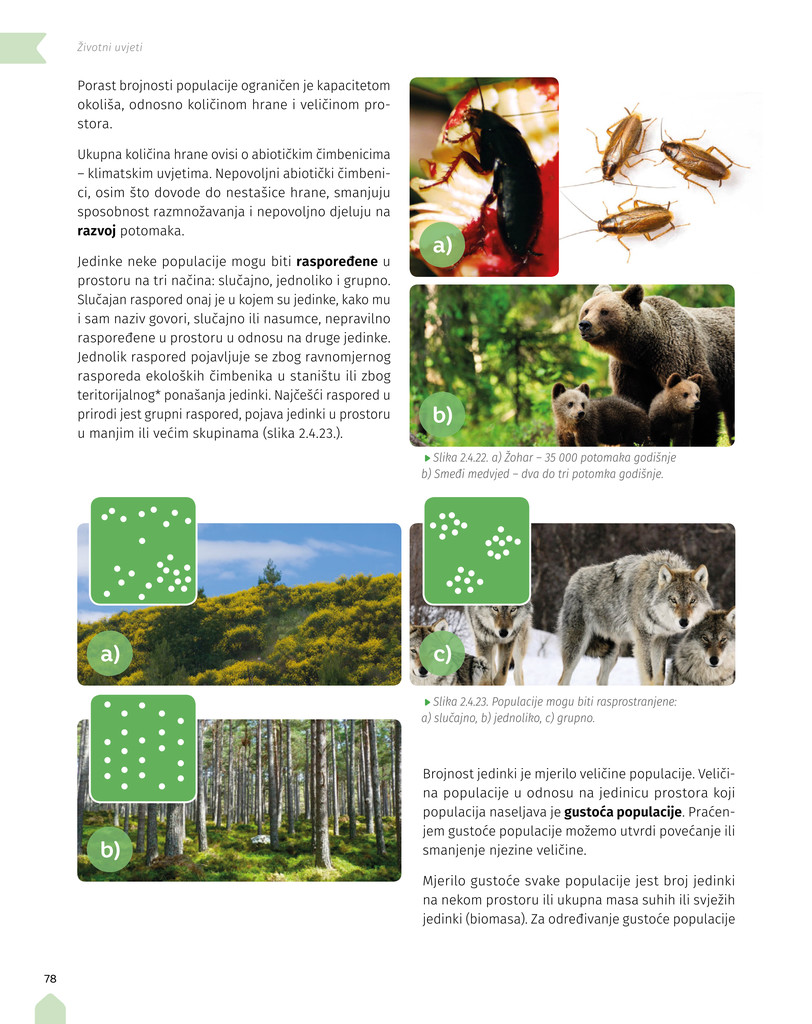 Životni uvjeti
Porast brojnosti populacije ograničen je kapacitetom
okoliša, odnosno količinom hrane i veličinom pro-
stora.
Ukupna količina hrane ovisi o abiotičkim čimbenicima
– klimatskim uvjetima. Nepovoljni abiotički čimbeni-
ci, osim što dovode do nestašice hrane, smanjuju
sposobnost razmnožavanja i nepovoljno djeluju na
razvoj potomaka.
Jedinke neke populacije mogu biti raspoređene u
prostoru na tri načina: slučajno, jednoliko i grupno.
Slučajan raspored onaj je u kojem su jedinke, kako mu
i sam naziv govori, slučajno ili nasumce, nepravilno
raspoređene u prostoru u odnosu na druge jedinke.
Jednolik raspored pojavljuje se zbog ravnomjernog
rasporeda ekoloških čimbenika u staništu ili zbog
teritorijalnog* ponašanja jedinki. Najčešći raspored u
prirodi jest grupni raspored, pojava jedinki u prostoru
u manjim ili većim skupinama (slika 2.4.23.).
a)
b)
Slika 2.4.22. a) Žohar – 35 000 potomaka godišnje
b) Smeđi medvjed – dva do tri potomka godišnje.
a)
c)
Slika 2.4.23. Populacije mogu biti rasprostranjene:
a) slučajno, b) jednoliko, c) grupno.
b)
Brojnost jedinki je mjerilo veličine populacije. Veliči-
na populacije u odnosu na jedinicu prostora koji
populacija naseljava je gustoća populacije. Praćen-
jem gustoće populacije možemo utvrdi povećanje ili
smanjenje njezine veličine.
Mjerilo gustoće svake populacije jest broj jedinki
na nekom prostoru ili ukupna masa suhih ili svježih
jedinki (biomasa). Za određivanje gustoće populacije
78